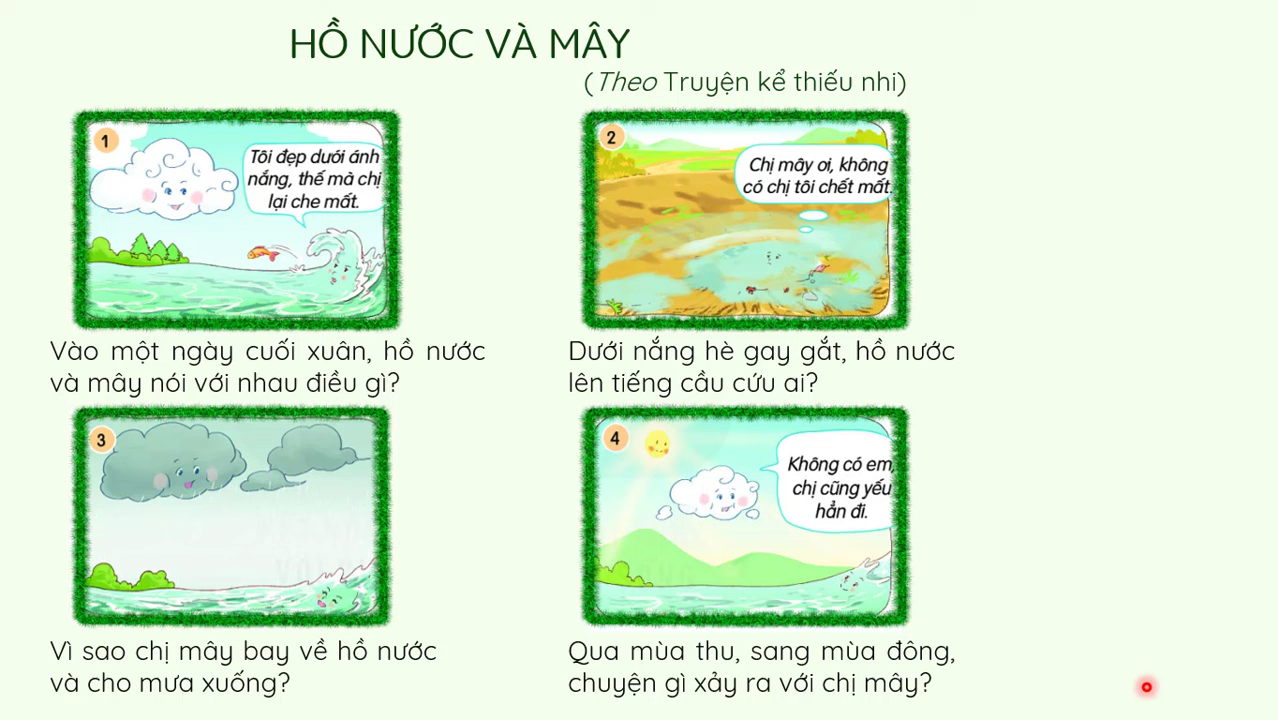 HỒ NƯỚC VÀ MÂY
(Theo Truyện kể thiếu nhi)
1
Tôi đẹp dưới ánh
nắng, thế mà chị
lại che mất.
2
Chị mây ơi, không
có chị tôi chết mất.
Vào một ngày cuối xuân, hồ nước
và mây nói với nhau điều gì?
Dưới nắng hè gay gắt, hồ nước
lên tiếng cầu cứu ai?
3
4
Không có em,
chị cũng yếu
hẳn đi.
Vì sao chị mây bay về hồ nước
và cho mưa xuống?
Qua mùa thu, sang mùa đông,
chuyện gì xảy ra với chị mây?